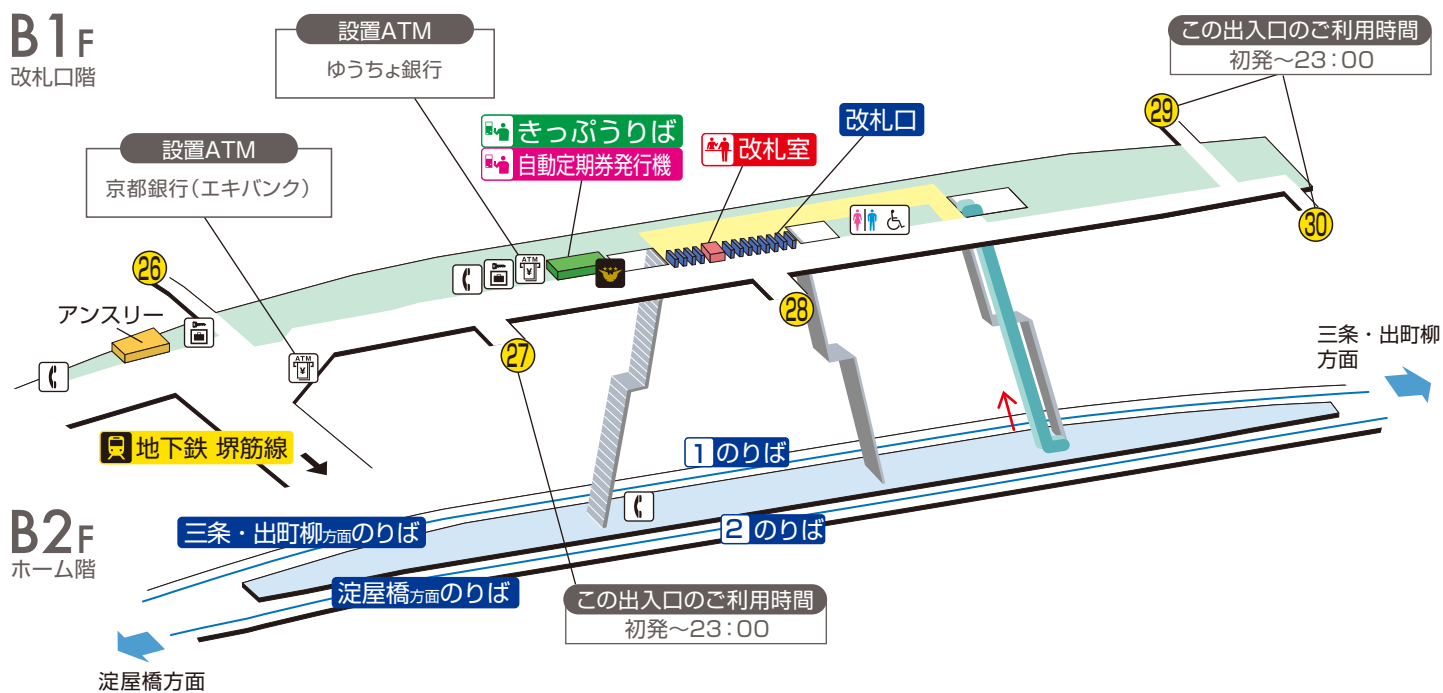 B1F
改札口階
設置ATM
ゆうちょ銀行
この出入口のご利用時間
初発～23：00
設置ATM
京都銀行（エキバンク）
きっぷうりば
自動定期券発行機
改札室
改札口
29
30
26
アンスリー
ATM
¥
28
27
ATM
¥
三条・出町柳
方面
地下鉄 堺筋線
1 のりば
B2F
ホーム階
三条・出町柳方面のりば
2 のりば
淀屋橋方面のりば
この出入口のご利用時間
初発～23：00
淀屋橋方面